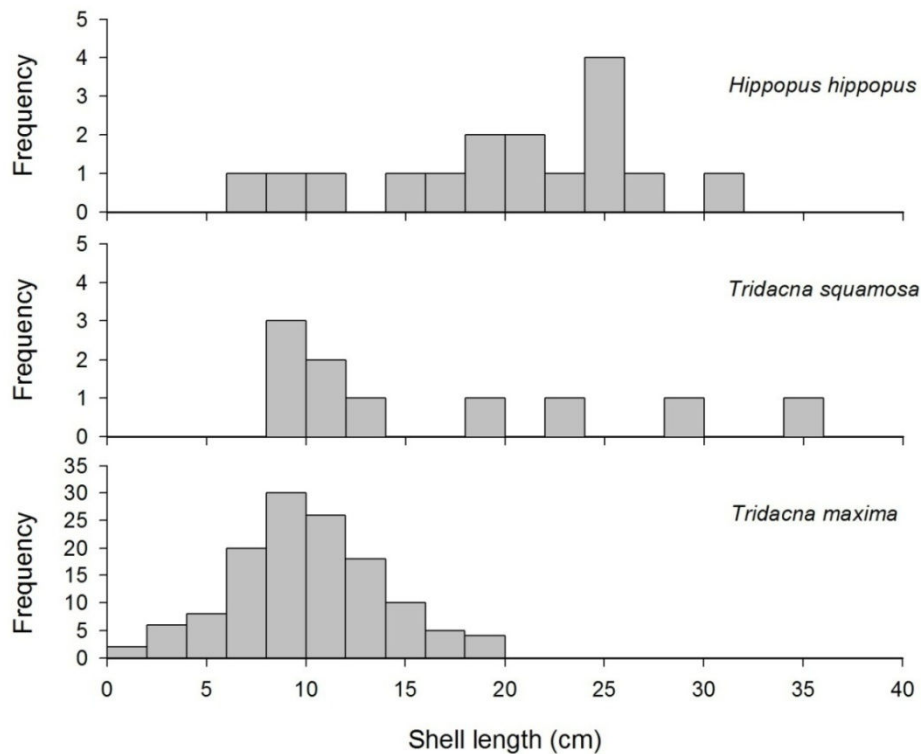 5
4
3
2
1
0
Frequency
Hippopus hippopus
5
4
3
2
1
0
Frequency
Tridacna squamosa
35
30
25
20
15
10
5
0
Frequency
Tridacna maxima
0 5 10 15 20 25 30 35 40
Shell length (cm)